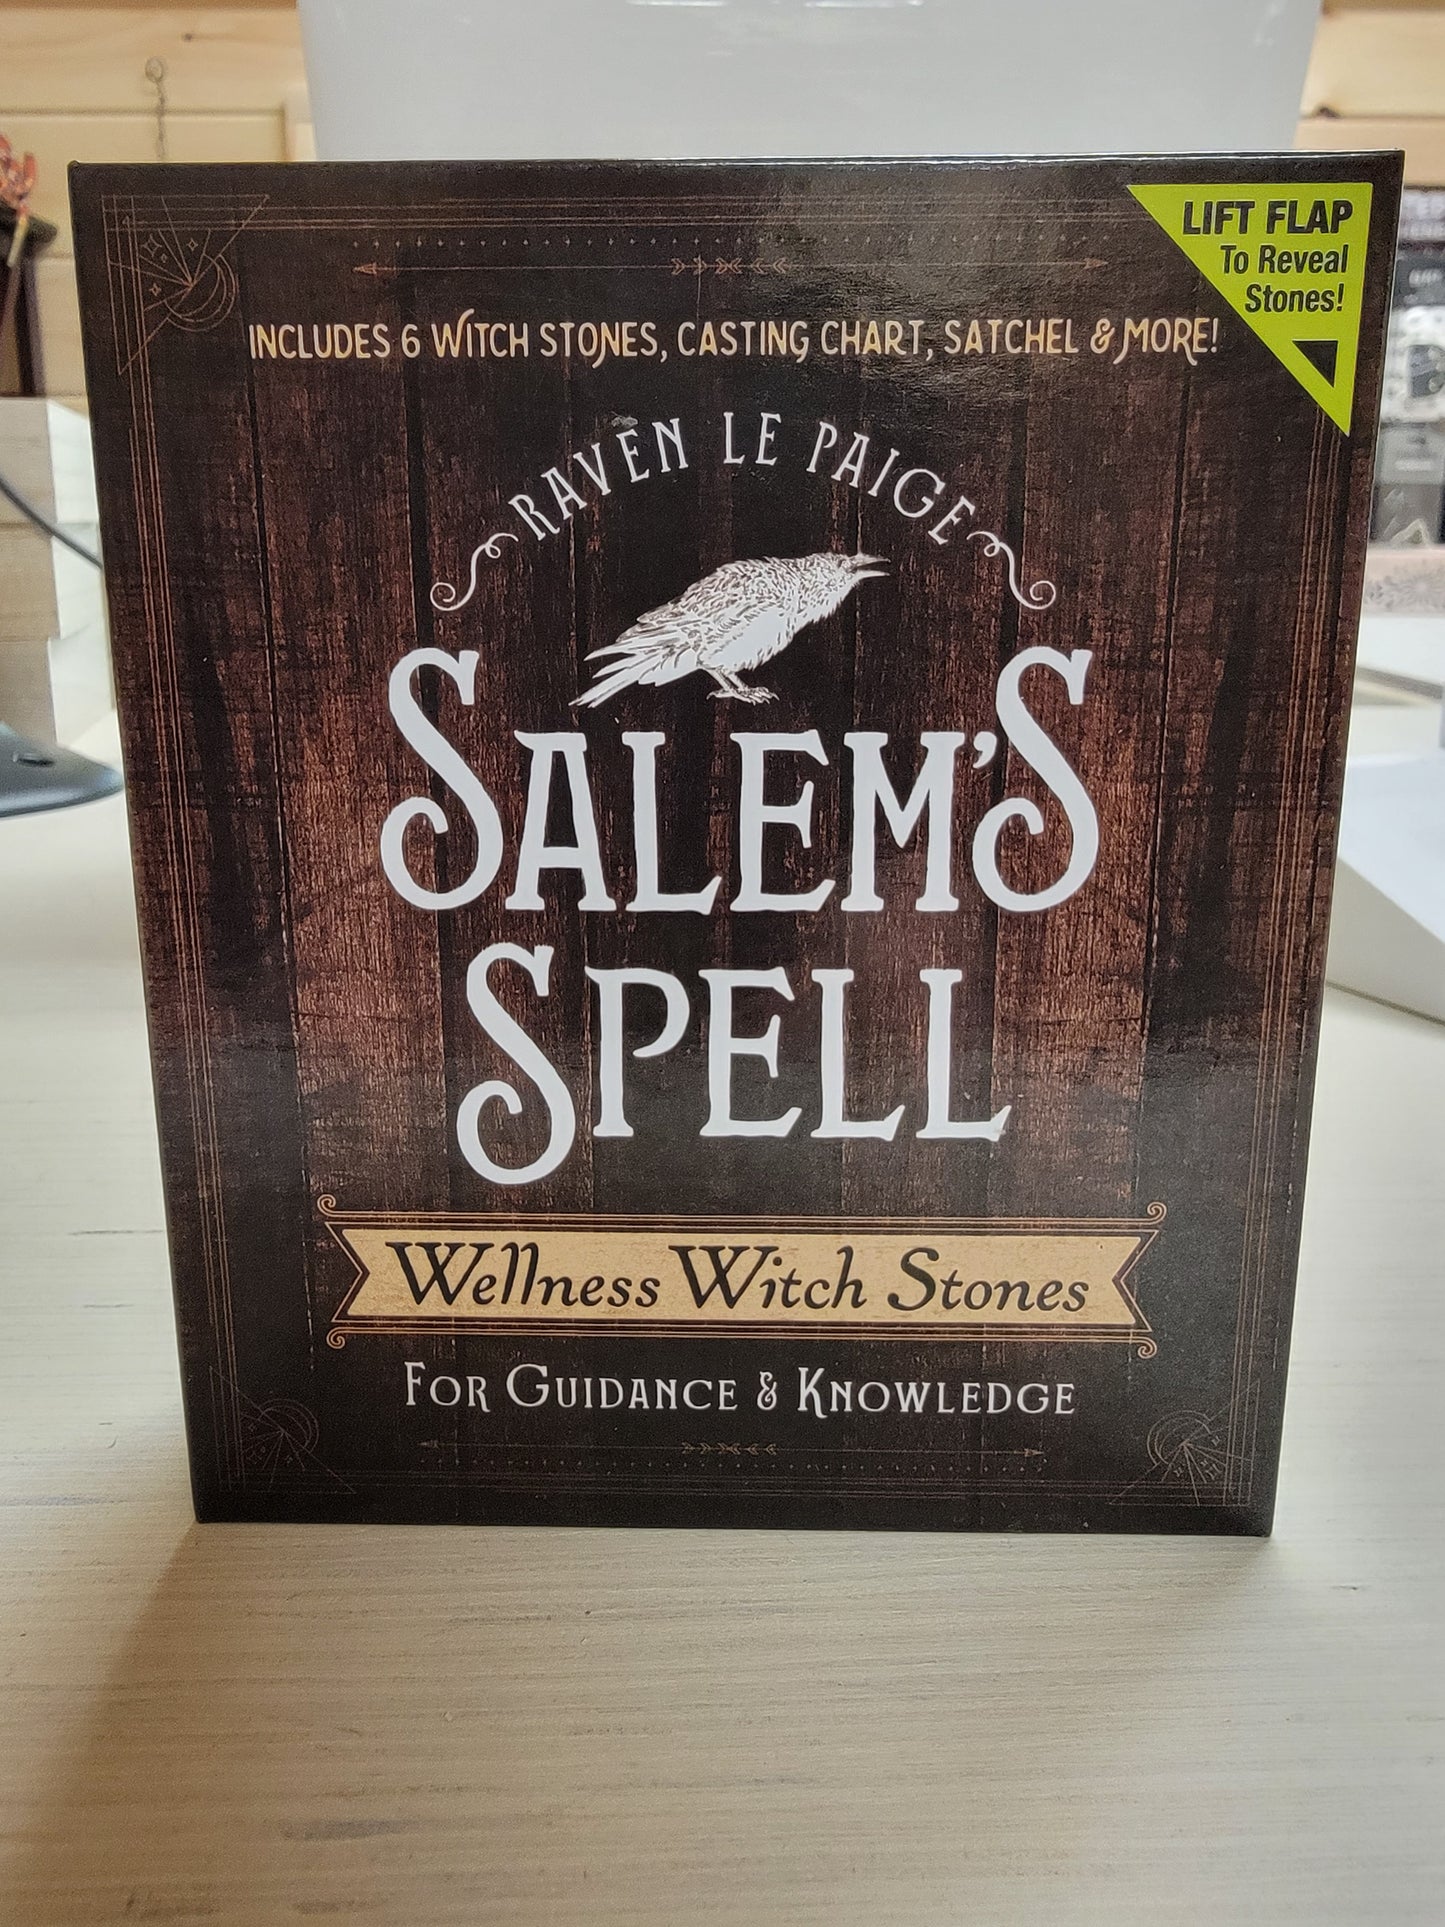 LIFT FLAP
To Reveal
Stones!
INCLUDES 6 WITCH STONES, CASTING CHART, SATCHEL & MORE!
RAVEN LE PAIGE
SALEM'S
SPELL
Wellness Witch Stones
FOR GUIDANCE & KNOWLEDGE